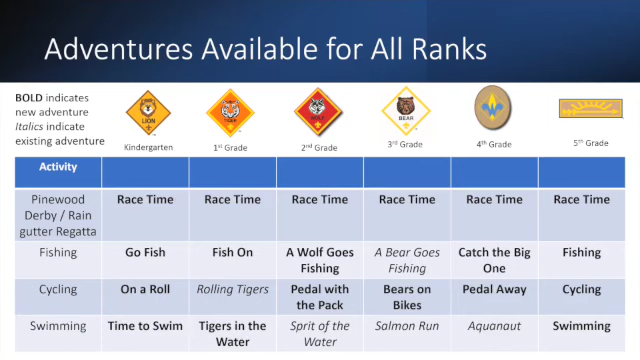 Adventures Available for All Ranks
BOLD indicates
new adventure
Italics indicate
existing adventure
LION
TIGER
WOLF
BEAR
Kindergarten
1st Grade
2nd Grade
3rd Grade
4th Grade
5th Grade
Activity
Pinewood
Derby / Rain
gutter Regatta
Race Time
Race Time
Race Time
Race Time
Race Time
Race Time
Fishing
Go Fish
Fish On
A Wolf Goes
Fishing
A Bear Goes
Fishing
Catch the Big
One
Fishing
Cycling
On a Roll
Rolling Tigers
Pedal with
the Pack
Bears on
Bikes
Pedal Away
Cycling
Swimming
Time to Swim
Tigers in the
Water
Sprit of the
Water
Salmon Run
Aquanaut
Swimming